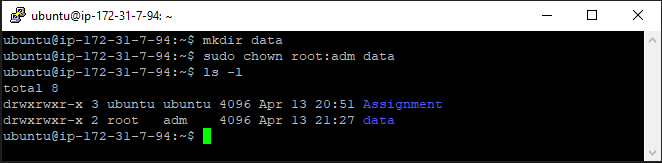 ubuntu@ip-172-31-7-94: ~
ubuntu@ip-172-31-7-94:~$ mkdir data
ubuntu@ip-172-31-7-94:~$ sudo chown root:adm data
ubuntu@ip-172-31-7-94:~$ ls -l
total 8
drwxrwxr-x 3 ubuntu ubuntu 4096 Apr 13 20:51 Assignment
drwxrwxr-x 2 root   adm    4096 Apr 13 21:27 data
ubuntu@ip-172-31-7-94:~$